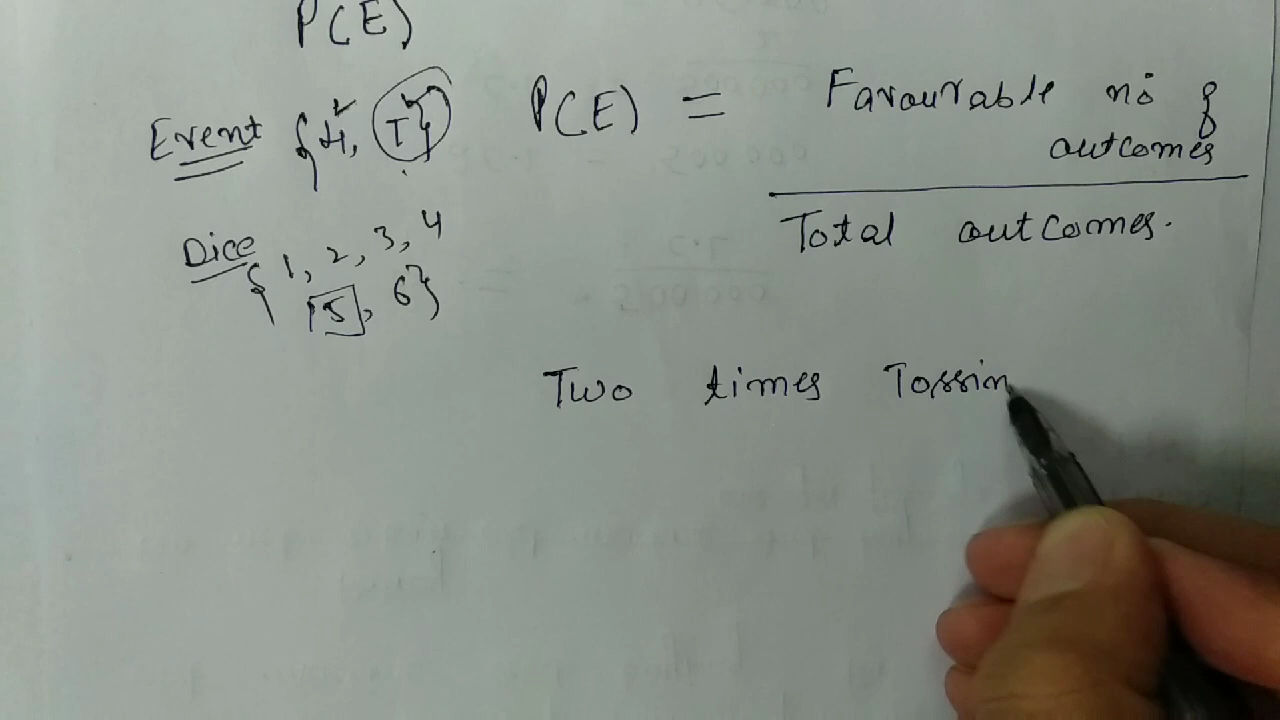 P(E)
Event {H, T}
P(E) = Favourable no of
outcomes
Total outcomes.
Dice
{1, 2, 3, 4
5, 6}
Two times Tossin